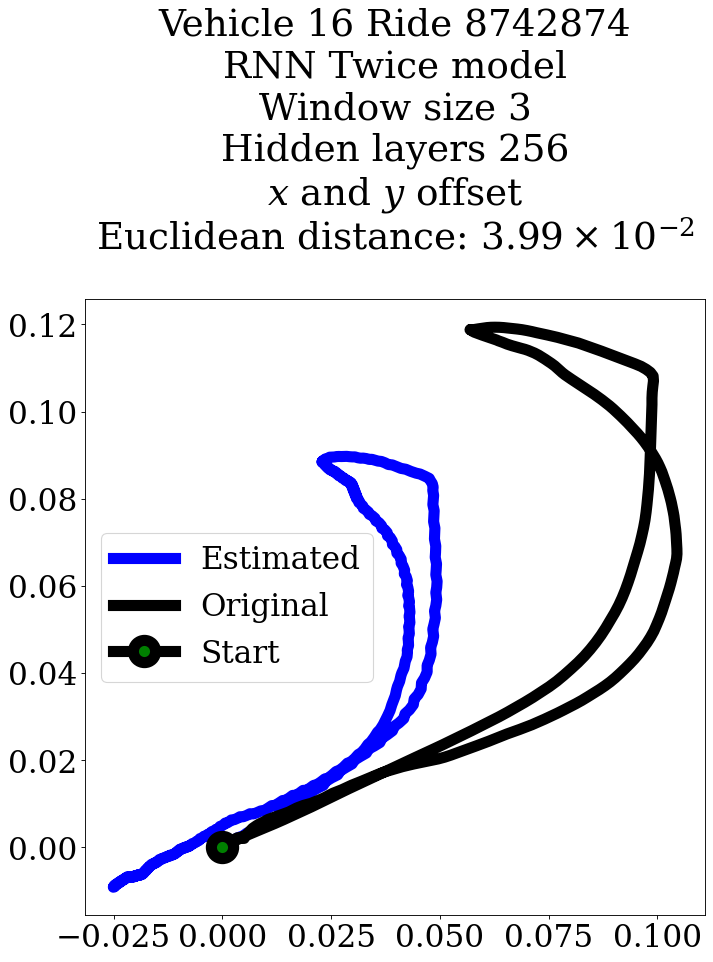 Vehicle 16 Ride 8742874
RNN Twice model
Window size 3
Hidden layers 256
x and y offset
Euclidean distance: 3.99 × 10⁻²
0.12
0.10
0.08
0.06
0.04
0.02
0.00
Estimated
Original
Start
−0.025 0.000 0.025 0.050 0.075 0.100